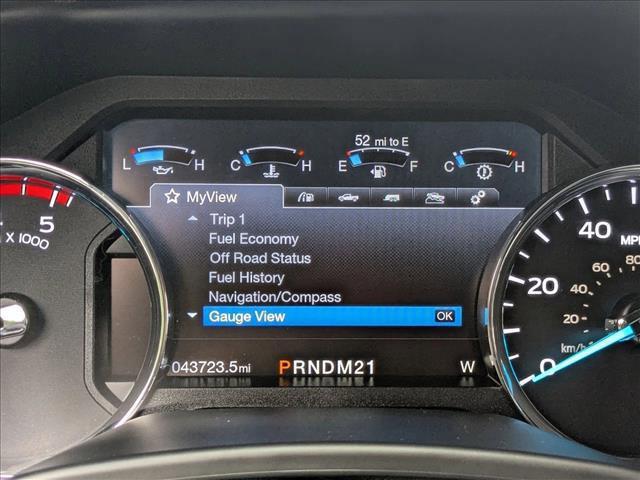 52 mi to E
L H C H E F C H
MyView
Trip 1
Fuel Economy
Off Road Status
Fuel History
Navigation/Compass
Gauge View OK
043723.5mi PRNDM21 W
5
X 1000
40
MPH
20
0
80
60
40
20
km/h